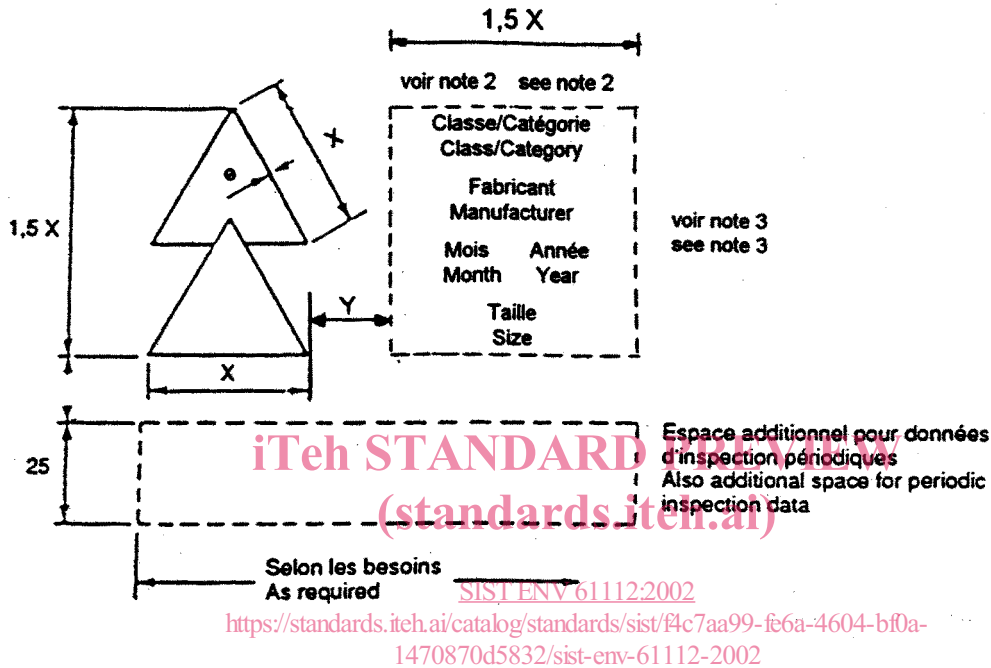 1,5 X
voir note 2 see note 2
Classe/Catégorie
Class/Category
Fabricant
Manufacturer
Mois Année
Month Year
Taille
Size
voir note 3
see note 3
X
e
1,5 X
Y
X
25
Espace additionnel pour données
d'inspection périodiques
Also additional space for periodic
inspection data
iTeh STANDARD PREVIEW
(standards.iteh.ai)
Selon les besoins
As required
SIST ENV 61112:2002
https://standards.iteh.ai/catalog/standards/sist/f4c7aa99-fe6a-4604-bf0a-
1470870d5832/sist-env-61112-2002